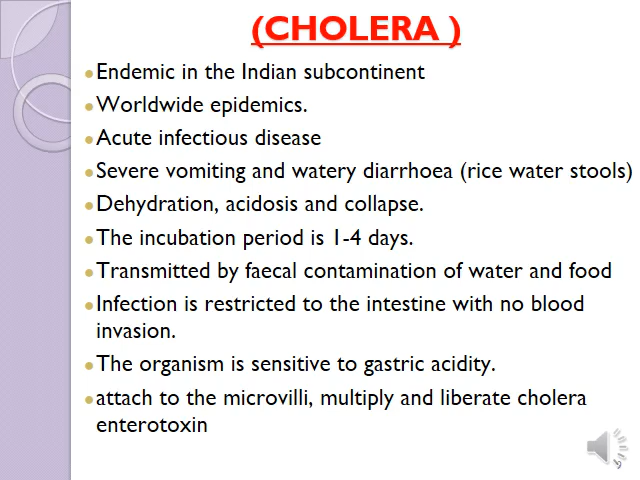 (CHOLERA )
Endemic in the Indian subcontinent
Worldwide epidemics.
Acute infectious disease
Severe vomiting and watery diarrhoea (rice water stools)
Dehydration, acidosis and collapse.
The incubation period is 1-4 days.
Transmitted by faecal contamination of water and food
Infection is restricted to the intestine with no blood
invasion.
The organism is sensitive to gastric acidity.
attach to the microvilli, multiply and liberate cholera
enterotoxin